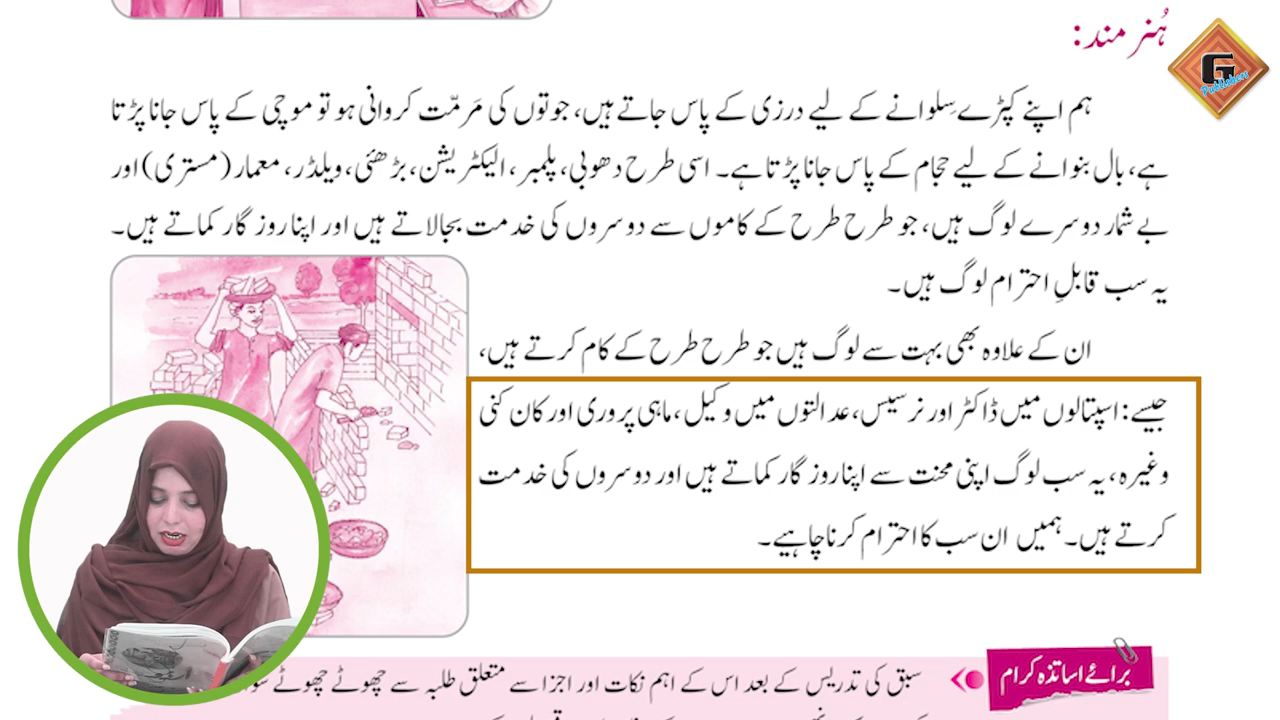 ہُنر مند:
G
Publishers
ہم اپنے کپڑے سِلوانے کے لیے درزی کے پاس جاتے ہیں، جوتوں کی مَرمّت کروانی ہو تو موچی کے پاس جانا پڑتا
ہے، بال بنوانے کے لیے حجام کے پاس جانا پڑتا ہے۔ اسی طرح دھوبی، پلمبر، الیکٹریشن، بڑھئی، ویلڈر، معمار (مستری) اور
بے شمار دوسرے لوگ ہیں، جو طرح طرح کے کاموں سے دوسروں کی خدمت بجالاتے ہیں اور اپنا روز گار کماتے ہیں۔
یہ سب قابلِ احترام لوگ ہیں۔
ان کے علاوہ بھی بہت سے لوگ ہیں جو طرح طرح کے کام کرتے ہیں،
جیسے: اسپتالوں میں ڈاکٹر اور نرسیس، عدالتوں میں وکیل، ماہی پروری اور کان کنی
وغیرہ، یہ سب لوگ اپنی محنت سے اپنا روز گار کماتے ہیں اور دوسروں کی خدمت
کرتے ہیں۔ ہمیں ان سب کا احترام کرنا چاہیے۔
برائے اساتذہ کرام
سبق کی تدریس کے بعد اس کے اہم نکات اور اجزا سے متعلق طلبہ سے چھوٹے چھوٹے